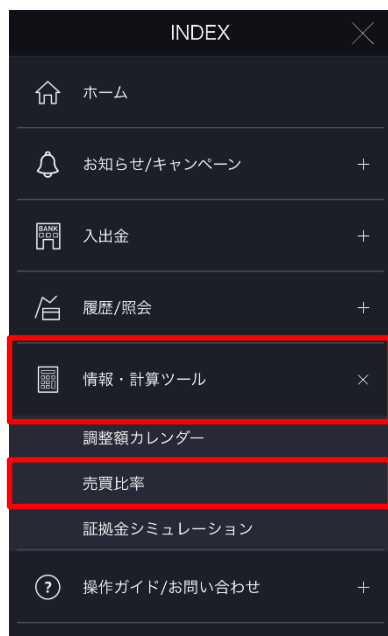 INDEX
ホーム
お知らせ/キャンペーン
BANK
入出金
履歴/照会
情報・計算ツール
調整額カレンダー
売買比率
証拠金シミュレーション
操作ガイド/お問い合わせ